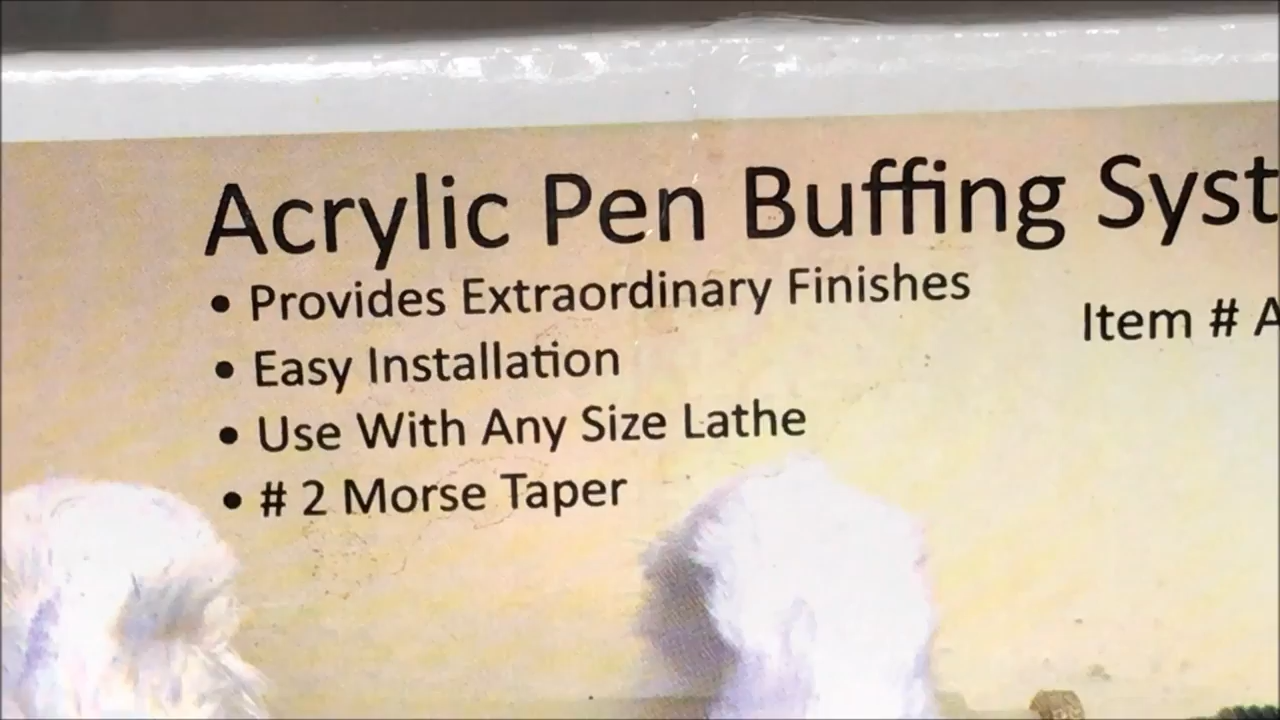 Acrylic Pen Buffing Syst
• Provides Extraordinary Finishes
Item # A
• Easy Installation
• Use With Any Size Lathe
• # 2 Morse Taper